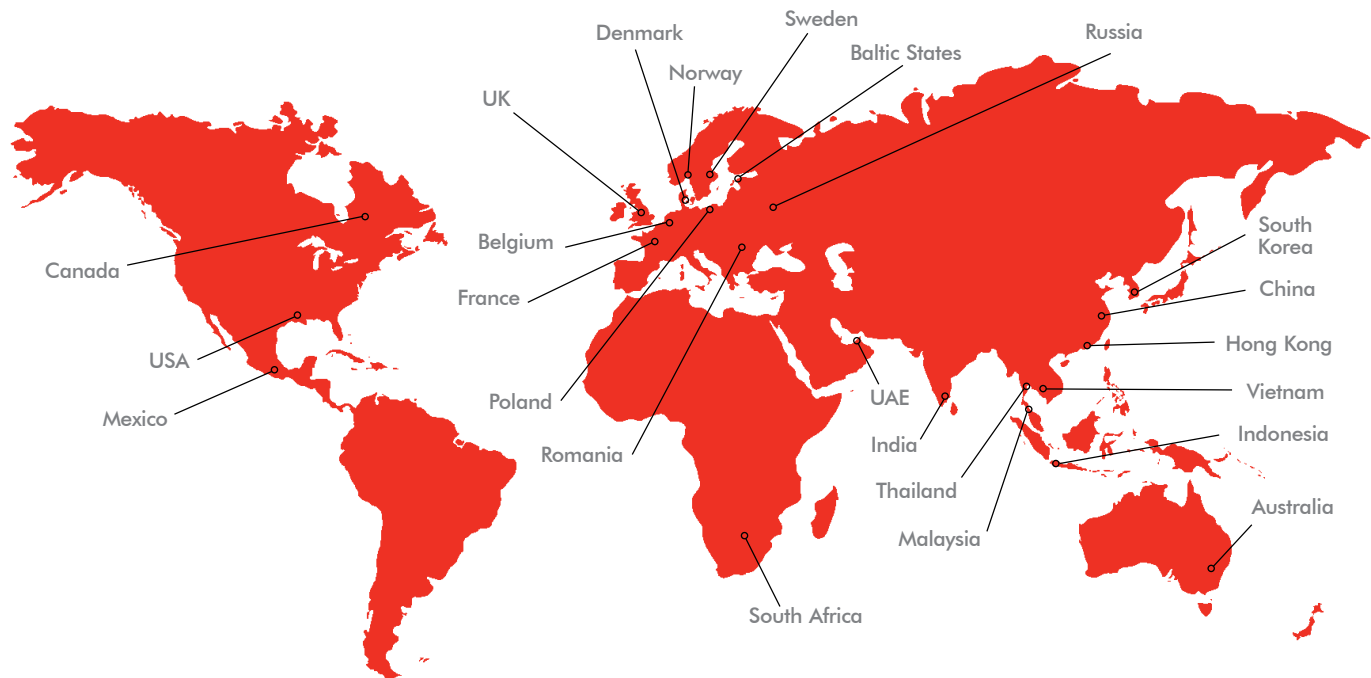 Sweden
Denmark
Russia
Baltic States
Norway
UK
South
Korea
Belgium
Canada
China
France
Hong Kong
USA
Vietnam
Poland
UAE
Mexico
Indonesia
India
Romania
Thailand
Australia
Malaysia
South Africa